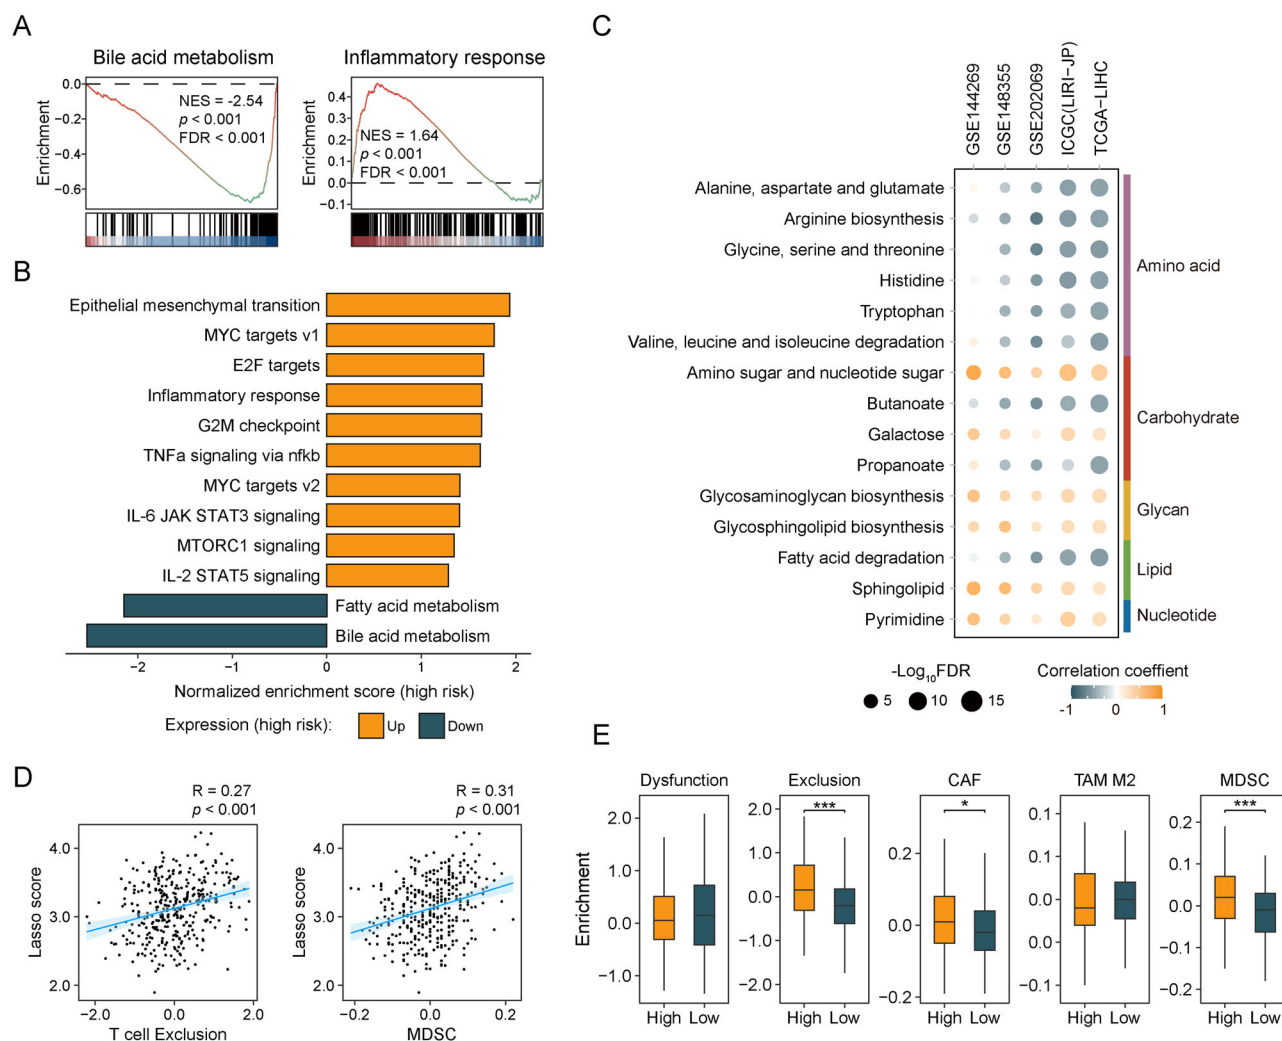 A
Bile acid metabolism
Inflammatory response
Enrichment
0.0
−0.2
−0.4
−0.6
NES = -2.54
p < 0.001
FDR < 0.001
Enrichment
0.4
0.3
0.2
0.1
0.0
−0.1
NES = 1.64
p < 0.001
FDR < 0.001
B
Epithelial mesenchymal transition
MYC targets v1
E2F targets
Inflammatory response
G2M checkpoint
TNFa signaling via nfkb
MYC targets v2
IL-6 JAK STAT3 signaling
MTORC1 signaling
IL-2 STAT5 signaling
Fatty acid metabolism
Bile acid metabolism
−2 −1 0 1 2
Normalized enrichment score (high risk)
Expression (high risk): Up Down
C
GSE144269
GSE148355
GSE202069
ICGC(LIRI−JP)
TCGA−LIHC
Alanine, aspartate and glutamate
Arginine biosynthesis
Glycine, serine and threonine
Histidine
Tryptophan
Valine, leucine and isoleucine degradation
Amino sugar and nucleotide sugar
Butanoate
Galactose
Propanoate
Glycosaminoglycan biosynthesis
Glycosphingolipid biosynthesis
Fatty acid degradation
Sphingolipid
Pyrimidine
Amino acid
Carbohydrate
Glycan
Lipid
Nucleotide
-Log10FDR
5 10 15
Correlation coeffient
-1 0 1
D
R = 0.27
p < 0.001
Lasso score
4.0
3.0
2.0
−2.0 0.0 2.0
T cell Exclusion
R = 0.31
p < 0.001
Lasso score
4.0
3.0
2.0
−0.2 −0.1 0.0 0.1 0.2
MDSC
E
Enrichment
Dysfunction
2.0
1.0
0.0
−1.0
High Low
Exclusion
***
2.0
1.0
0.0
−1.0
−2.0
High Low
CAF
*
0.2
0.0
−0.2
High Low
TAM M2
0.1
0.1
0.0
0.0
−0.1
High Low
MDSC
***
0.2
0.1
0.0
−0.1
−0.2
High Low